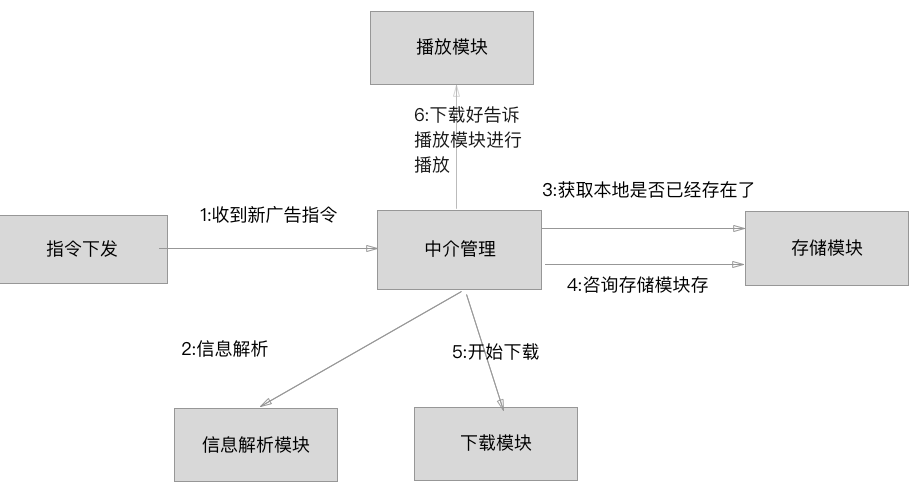 播放模块
6:下载好告诉
播放模块进行
播放
3:获取本地是否已经存在了
1:收到新广告指令
指令下发
中介管理
存储模块
4:咨询存储模块存
2:信息解析
5:开始下载
信息解析模块
下载模块